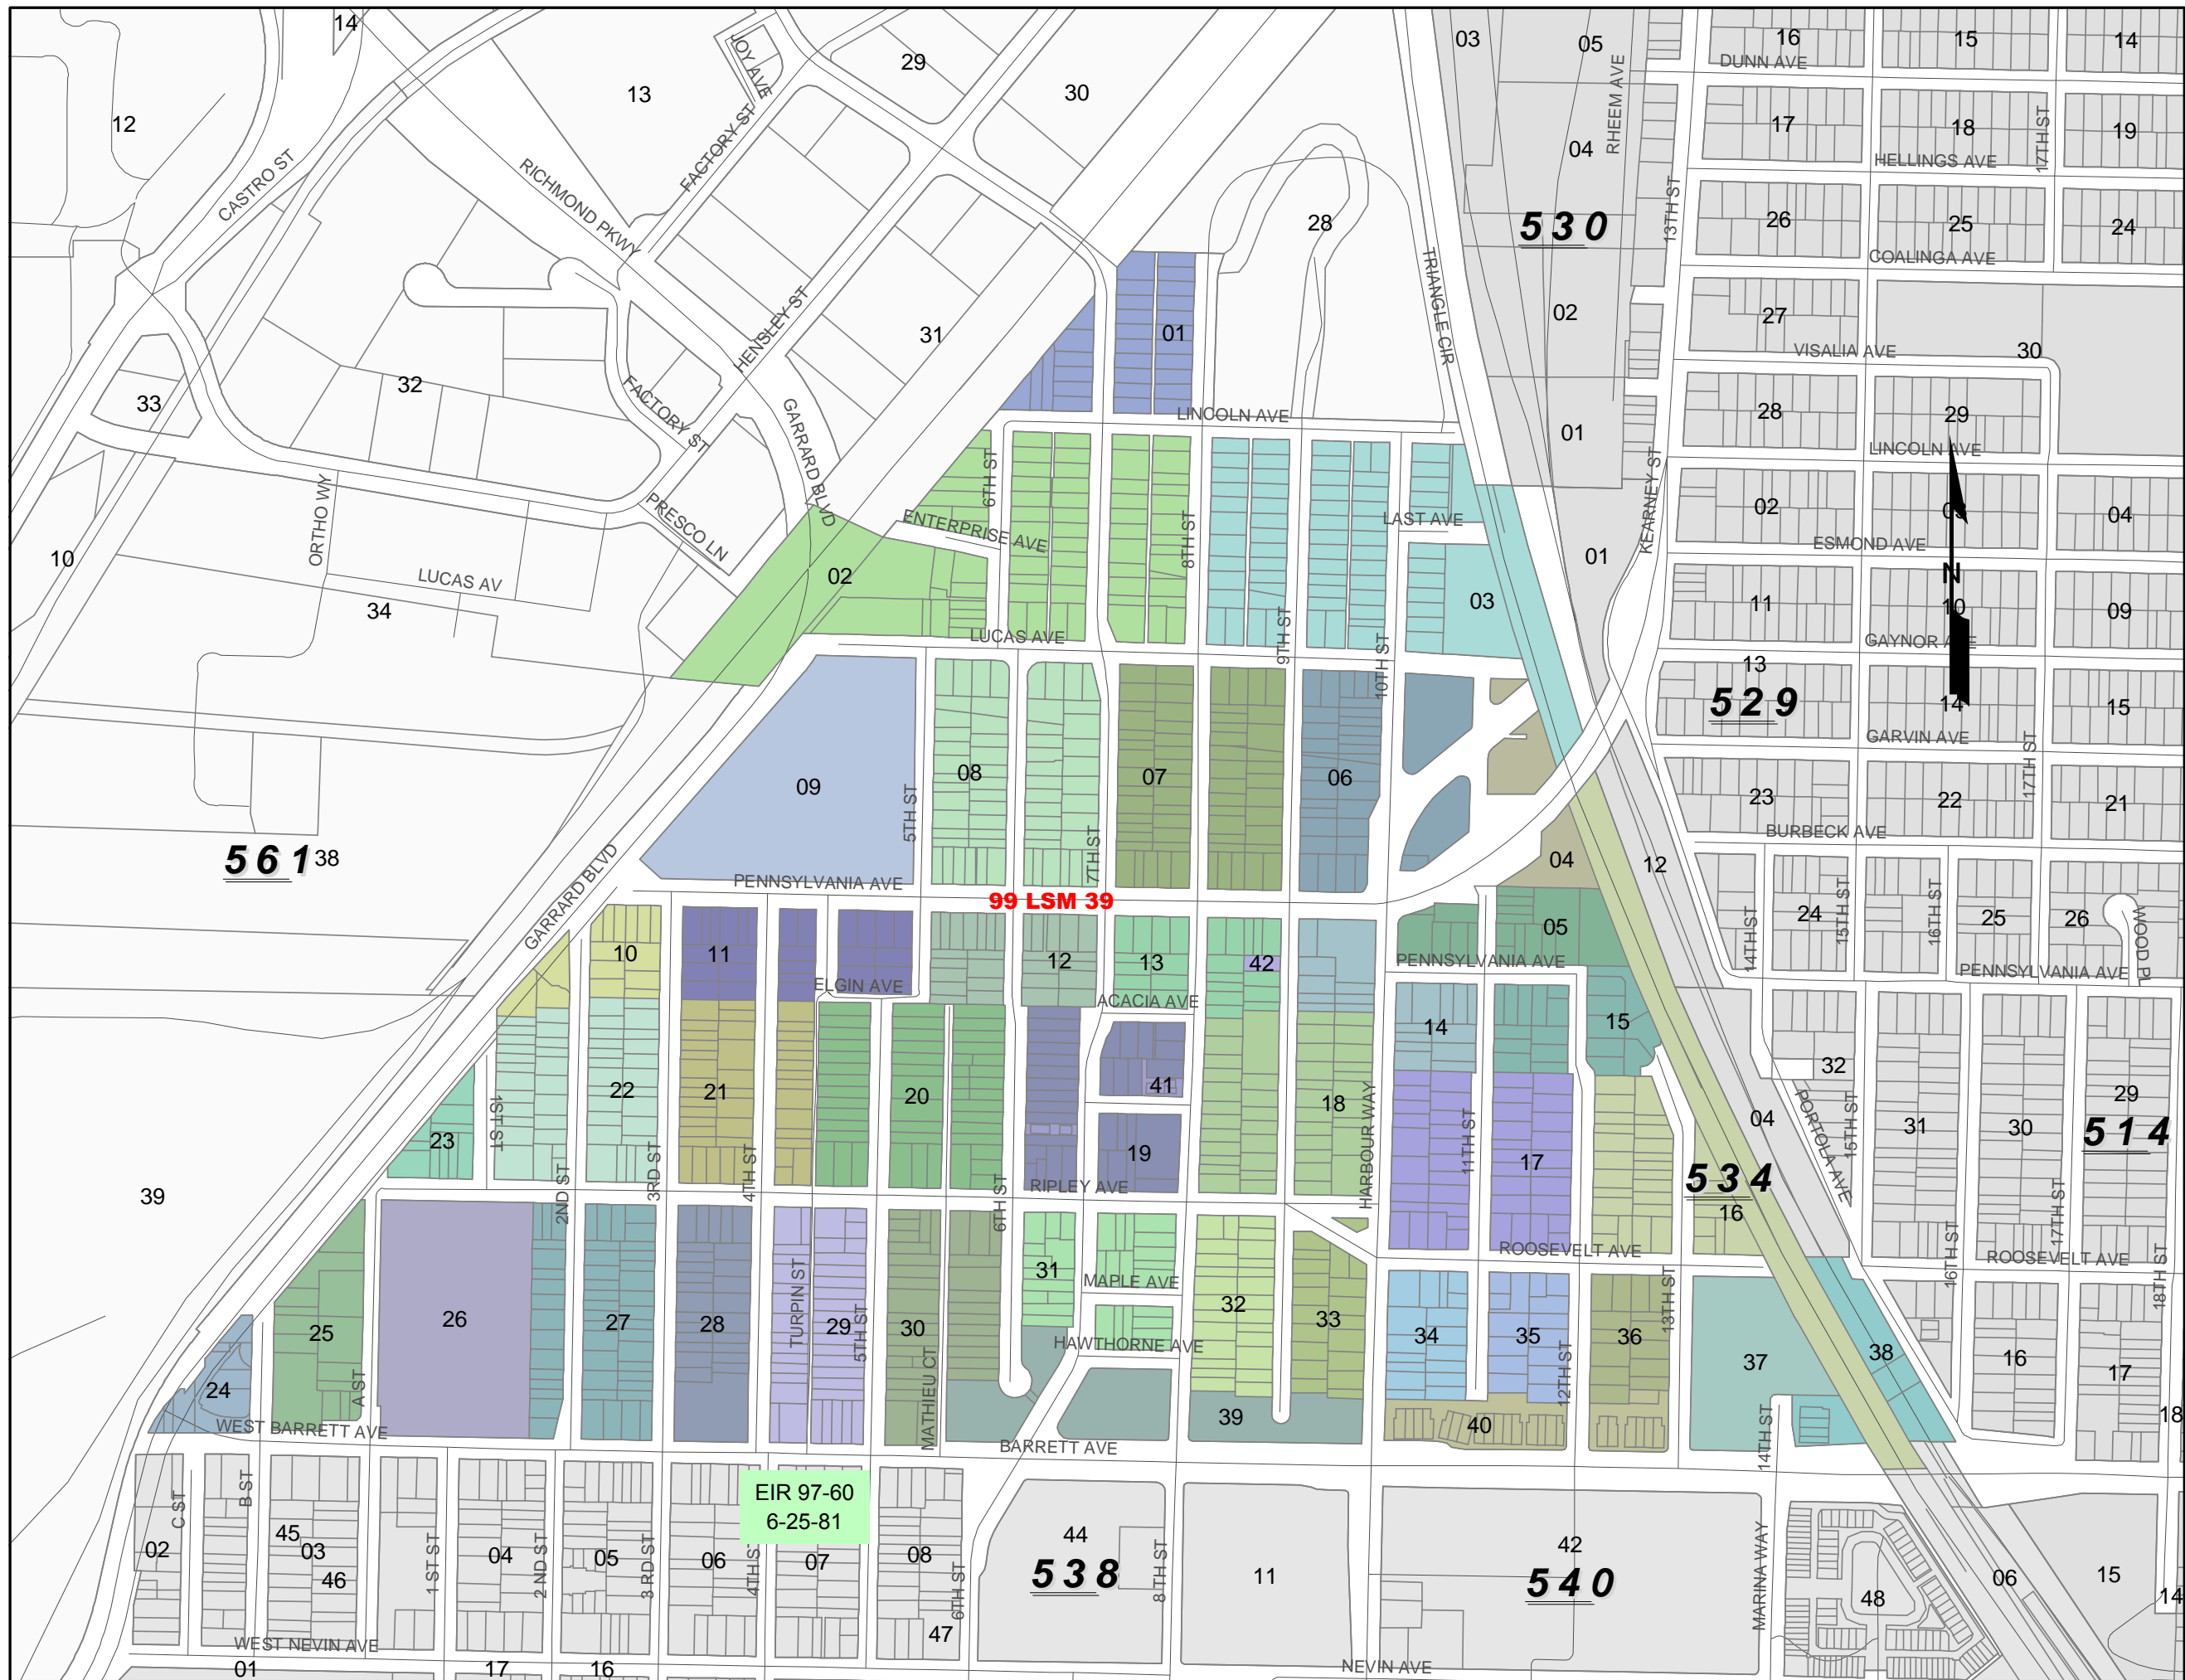 14
29
13
30
12
JOY AVE
FACTORY ST
CASTRO ST
RICHMOND PKWY
28
03
05
RHEEM AVE
04
16
15
14
DUNN AVE
17
18
17TH ST
19
HELLINGS AVE
13TH ST
26
25
24
530
COALINGA AVE
TRIANGLE CIR
02
27
VISALIA AVE
30
HENSLEY ST
31
01
32
33
FACTORY ST
GARRARD BLVD
LINCOLN AVE
01
28
29
LINCOLN AVE
KEARNEY ST
6TH ST
ORTHO WY
PRESCO LN
ENTERPRISE AVE
8TH ST
LAST AVE
02
04
ESMOND AVE
01
10
LUCAS AV
34
02
03
N
11
10
09
GAYNOR AVE
LUCAS AVE
9TH ST
10TH ST
13
529
14
15
GARVIN AVE
17TH ST
09
08
07
06
5TH ST
7TH ST
23
22
21
BURBECK AVE
561
38
GARRARD BLVD
PENNSYLVANIA AVE
99 LSM 39
04
12
14TH ST
24
15TH ST
16TH ST
25
26
WOOD PL
PENNSYLVANIA AVE
10
11
ELGIN AVE
12
13
42
ACACIA AVE
05
PENNSYLVANIA AVE
14
15
32
23
1ST ST
22
21
20
41
18
19
HARBOUR WAY
11TH ST
17
04
PORTOLA AVE
15TH ST
31
30
29
514
39
2ND ST
3RD ST
4TH ST
6TH ST
RIPLEY AVE
534
16
ROOSEVELT AVE
16TH ST
17TH ST
ROOSEVELT AVE
18TH ST
26
27
28
TURPIN ST
29
5TH ST
30
31
MAPLE AVE
HAWTHORNE AVE
32
33
34
35
12TH ST
36
13TH ST
37
38
16
17
18
25
24
A ST
WEST BARRETT AVE
MATHIEU CT
BARRETT AVE
39
40
14TH ST
EIR 97-60
6-25-81
C ST
B ST
02
45
03
46
1 ST ST
04
2 ND ST
05
3 RD ST
06
4TH ST
07
08
47
6TH ST
44
538
8TH ST
11
42
540
MARINA WAY
48
06
15
14
WEST NEVIN AVE
01
17
16
NEVIN AVE